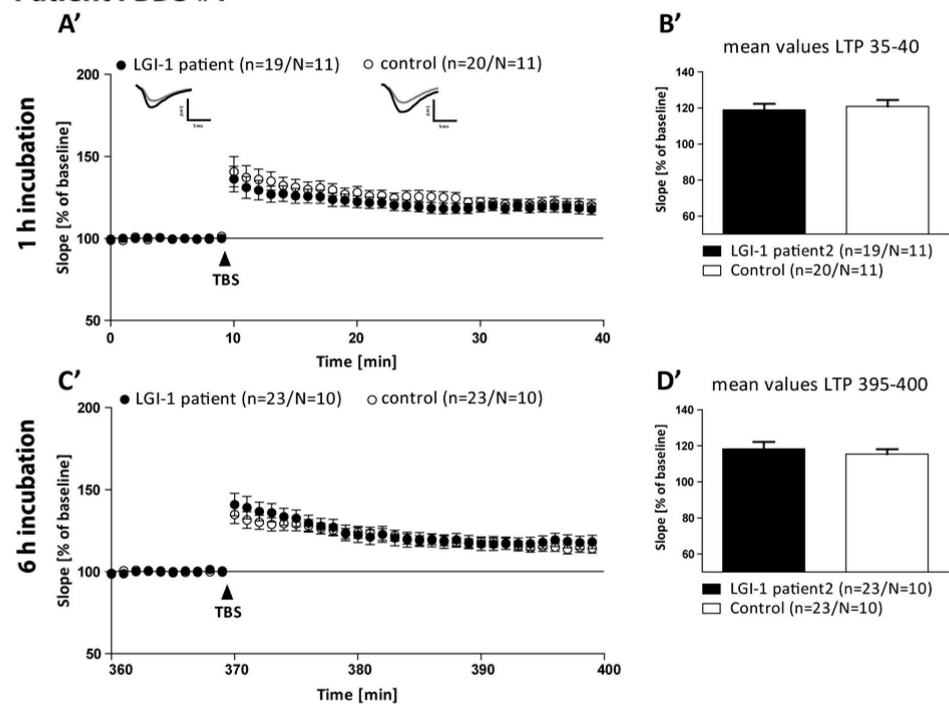 A'
● LGI-1 patient (n=19/N=11) ○ control (n=20/N=11)
1 h incubation
Slope [% of baseline]
200
150
100
50
TBS
0 10 20 30 40
Time [min]
B'
mean values LTP 35-40
Slope [% of baseline]
140
120
100
80
60
LGI-1 patient2 (n=19/N=11)
Control (n=20/N=11)
C'
● LGI-1 patient (n=23/N=10) ○ control (n=23/N=10)
6 h incubation
Slope [% of baseline]
200
150
100
50
TBS
360 370 380 390 400
Time [min]
D'
mean values LTP 395-400
Slope [% of baseline]
140
120
100
80
60
LGI-1 patient2 (n=23/N=10)
Control (n=23/N=10)